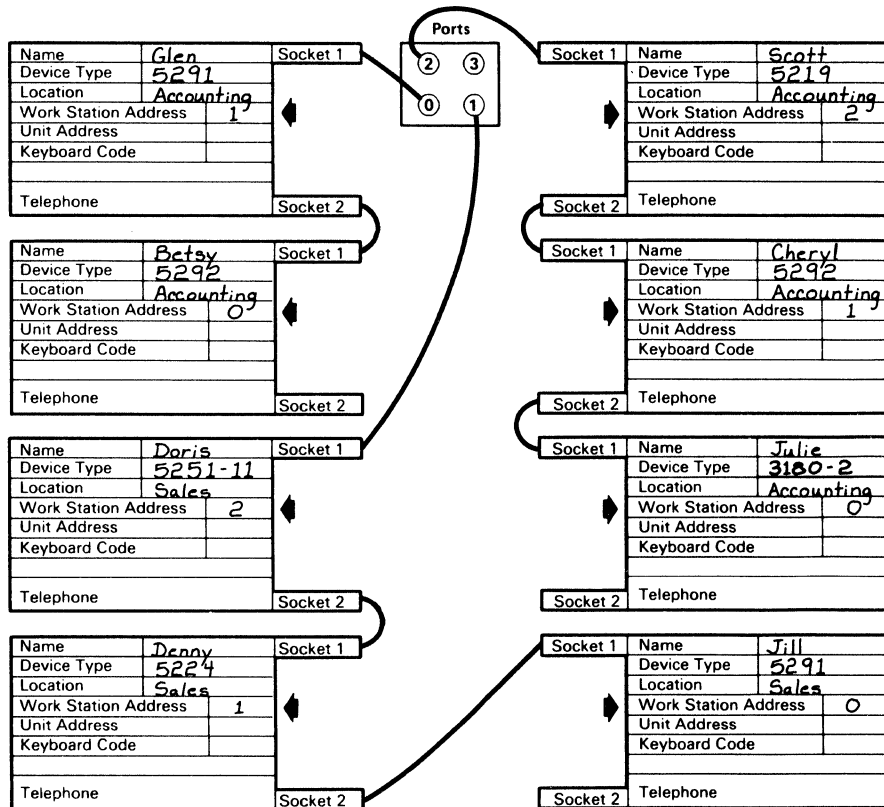 Ports
2 3
0 1
Name Glen Socket 1
Device Type 5291
Location Accounting
Work Station Address 1
Unit Address
Keyboard Code
Telephone
Socket 2
Name Betsy Socket 1
Device Type 5292
Location Accounting
Work Station Address 0
Unit Address
Keyboard Code
Telephone
Socket 2
Name Doris Socket 1
Device Type 5251-11
Location Sales
Work Station Address 2
Unit Address
Keyboard Code
Telephone
Socket 2
Name Denny Socket 1
Device Type 5224
Location Sales
Work Station Address 1
Unit Address
Keyboard Code
Telephone
Socket 2
Socket 1 Name Scott
Device Type 5219
Location Accounting
Work Station Address 2
Unit Address
Keyboard Code
Socket 2 Telephone
Socket 1 Name Cheryl
Device Type 5292
Location Accounting
Work Station Address 1
Unit Address
Keyboard Code
Socket 2 Telephone
Socket 1 Name Julie
Device Type 3180-2
Location Accounting
Work Station Address 0
Unit Address
Keyboard Code
Socket 2 Telephone
Socket 1 Name Jill
Device Type 5291
Location Sales
Work Station Address 0
Unit Address
Keyboard Code
Socket 2 Telephone